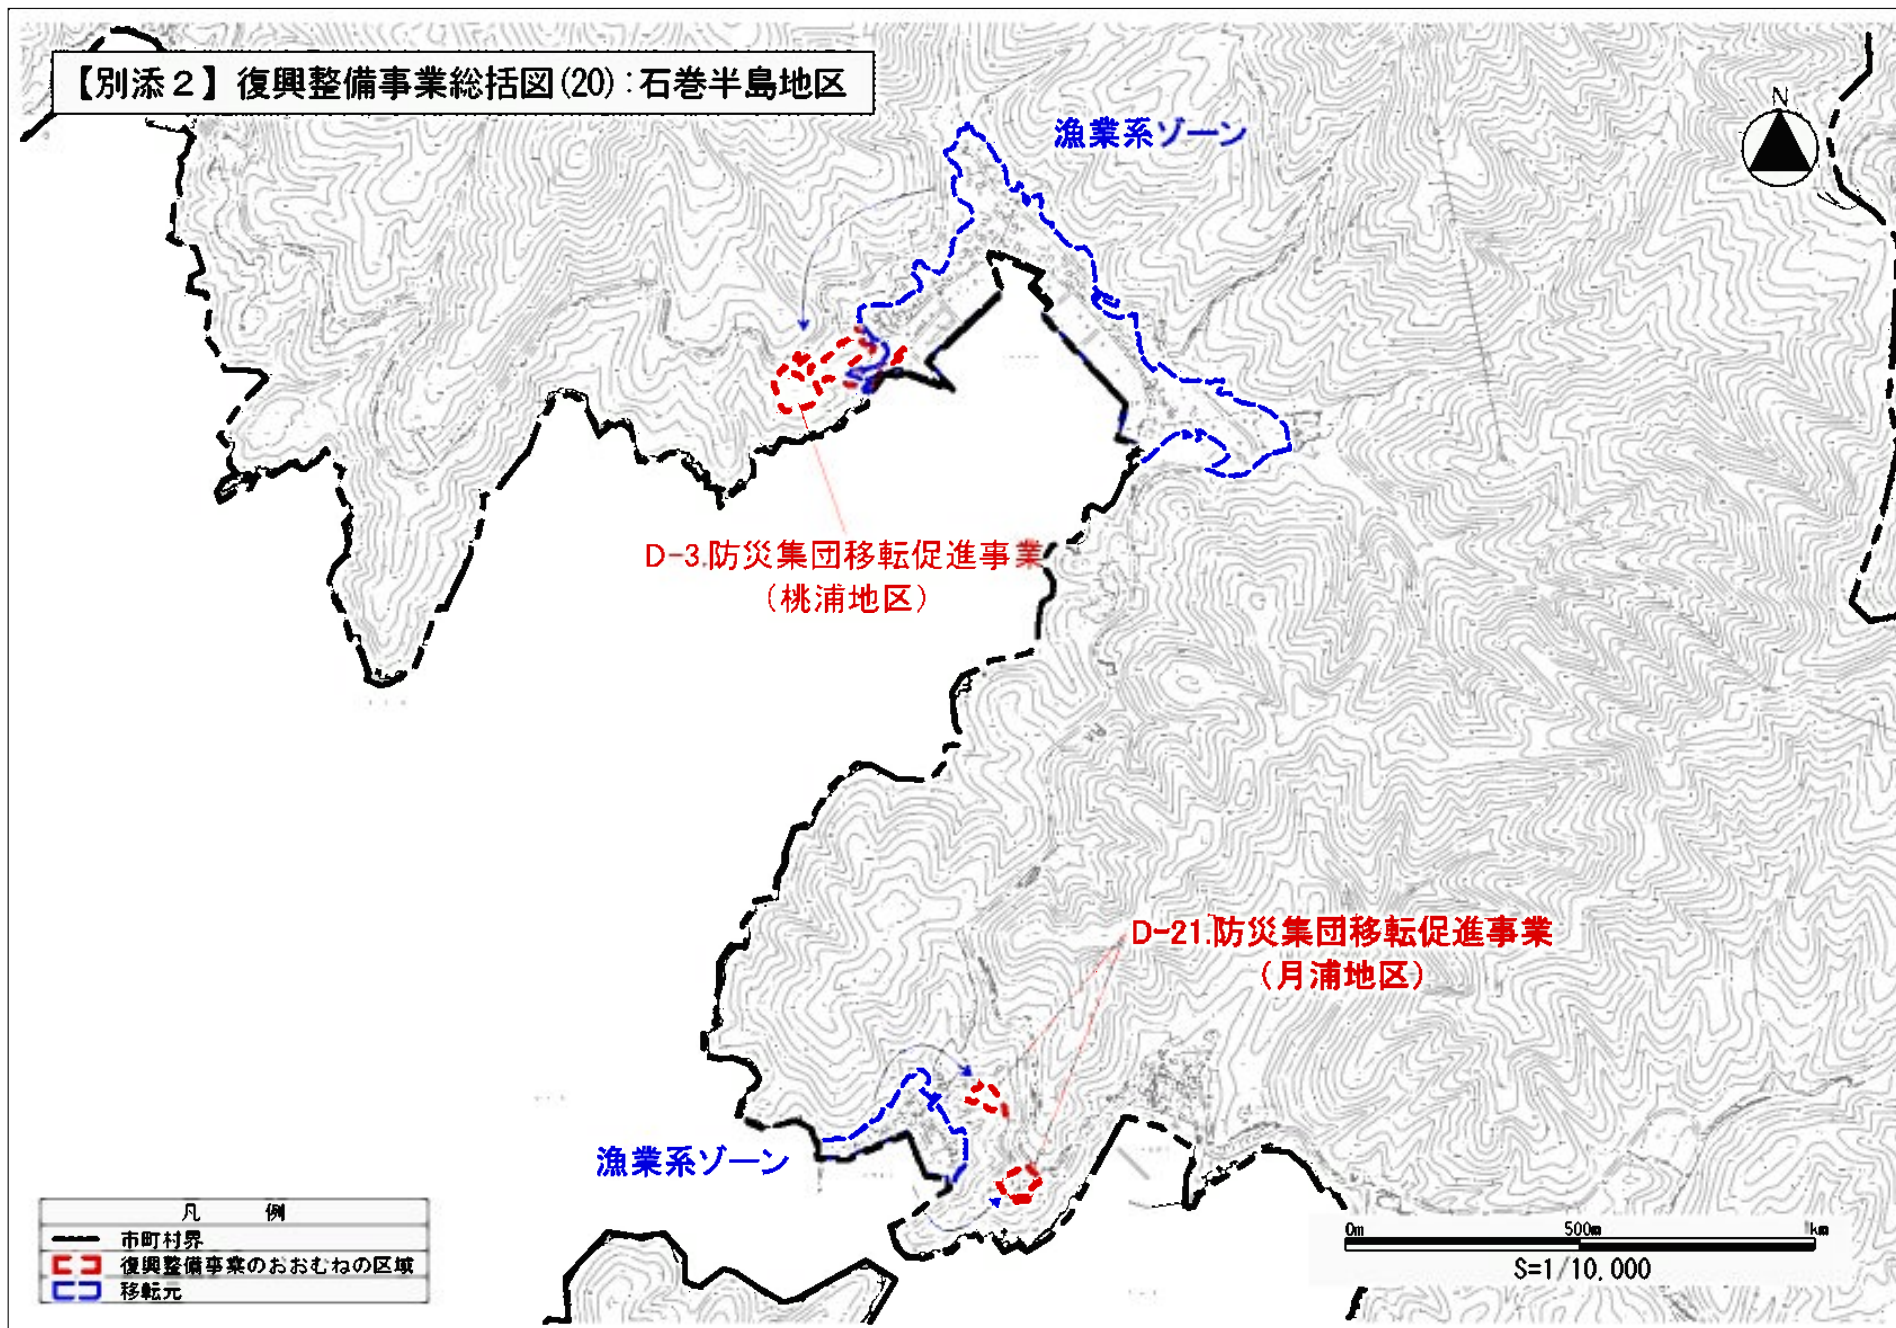 【別添２】復興整備事業総括図(20):石巻半島地区
N
漁業系ゾーン
D-3.防災集団移転促進事業
（桃浦地区）
D-21.防災集団移転促進事業
（月浦地区）
漁業系ゾーン
凡　例
市町村界
復興整備事業のおおむねの区域
移転元
0m 500m 1km
S=1/10,000